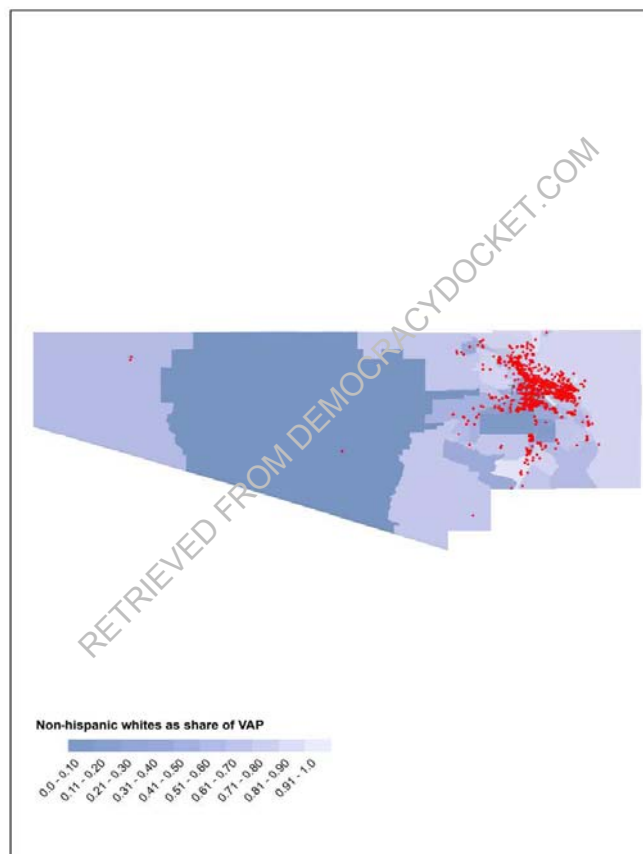 RETRIEVED FROM DEMOCRACYDOCKET.COM
Non-hispanic whites as share of VAP
0.0 - 0.10
0.11 - 0.20
0.21 - 0.30
0.31 - 0.40
0.41 - 0.50
0.51 - 0.60
0.61 - 0.70
0.71 - 0.80
0.81 - 0.90
0.91 - 1.0